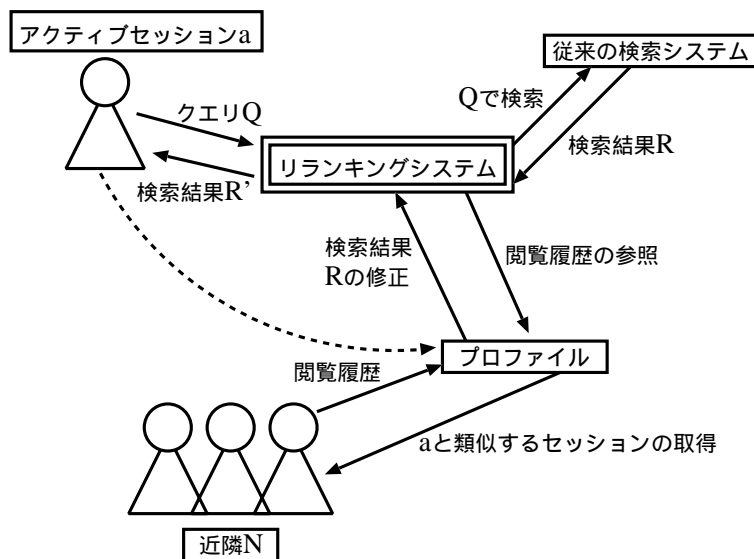 アクティブセッションa
従来の検索システム
クエリQ
Qで検索
検索結果R
リランキングシステム
検索結果R’
検索結果
Rの修正
閲覧履歴の参照
プロファイル
閲覧履歴
aと類似するセッションの取得
近隣N